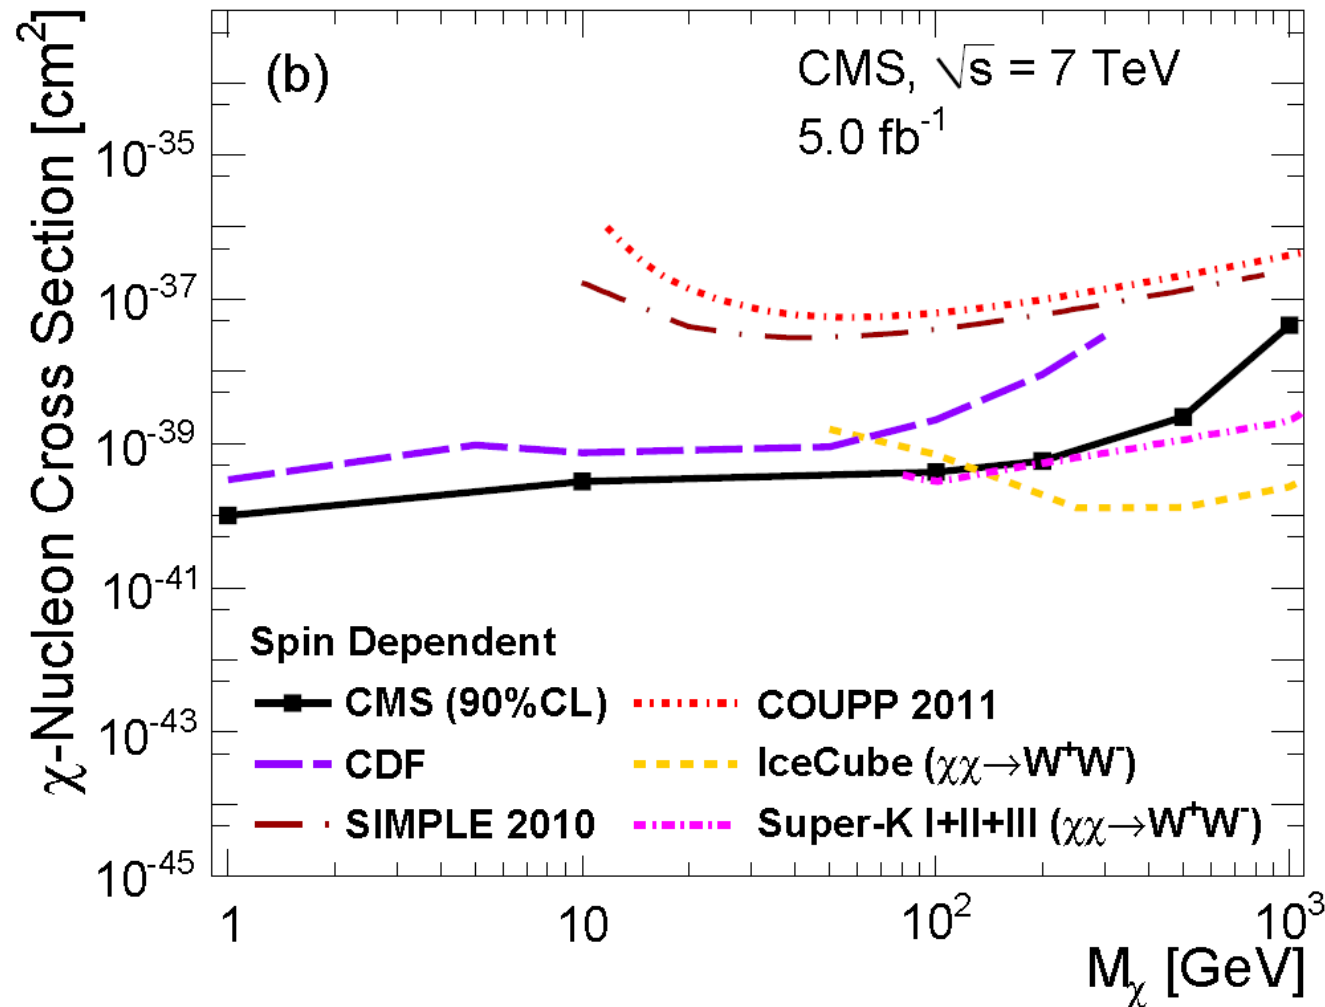 (b)
CMS, √s = 7 TeV
5.0 fb⁻¹
χ-Nucleon Cross Section [cm²]
10⁻³⁵
10⁻³⁷
10⁻³⁹
10⁻⁴¹
10⁻⁴³
10⁻⁴⁵
Spin Dependent
CMS (90%CL)
CDF
SIMPLE 2010
COUPP 2011
IceCube (χχ→W⁺W⁻)
Super-K I+II+III (χχ→W⁺W⁻)
1 10 10² 10³
Mχ [GeV]